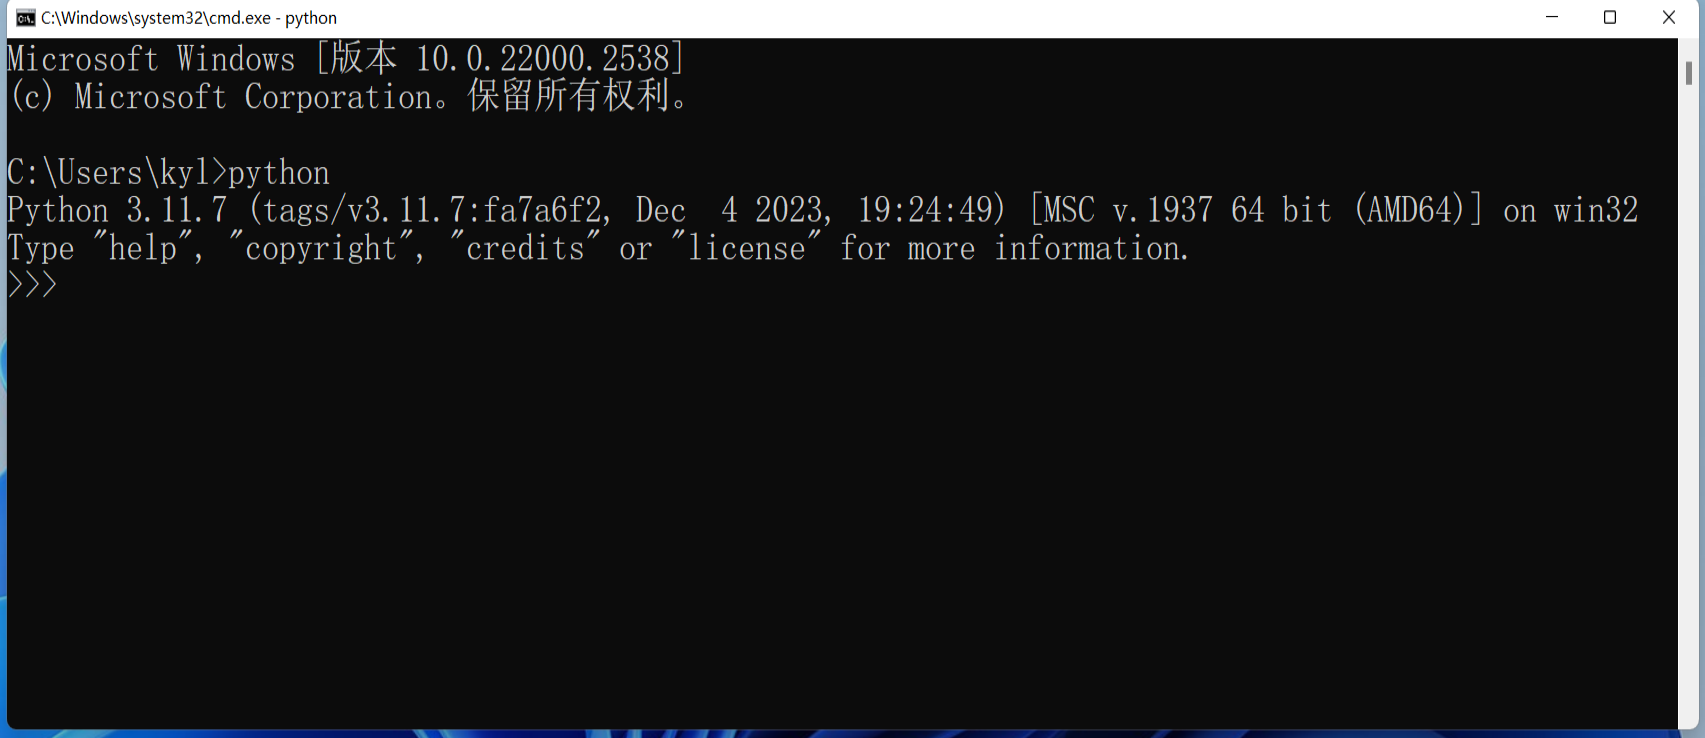 C:\Windows\system32\cmd.exe - python
Microsoft Windows [版本 10.0.22000.2538]
(c) Microsoft Corporation。保留所有权利。
C:\Users\kyl>python
Python 3.11.7 (tags/v3.11.7:fa7a6f2, Dec  4 2023, 19:24:49) [MSC v.1937 64 bit (AMD64)] on win32
Type "help", "copyright", "credits" or "license" for more information.
>>>